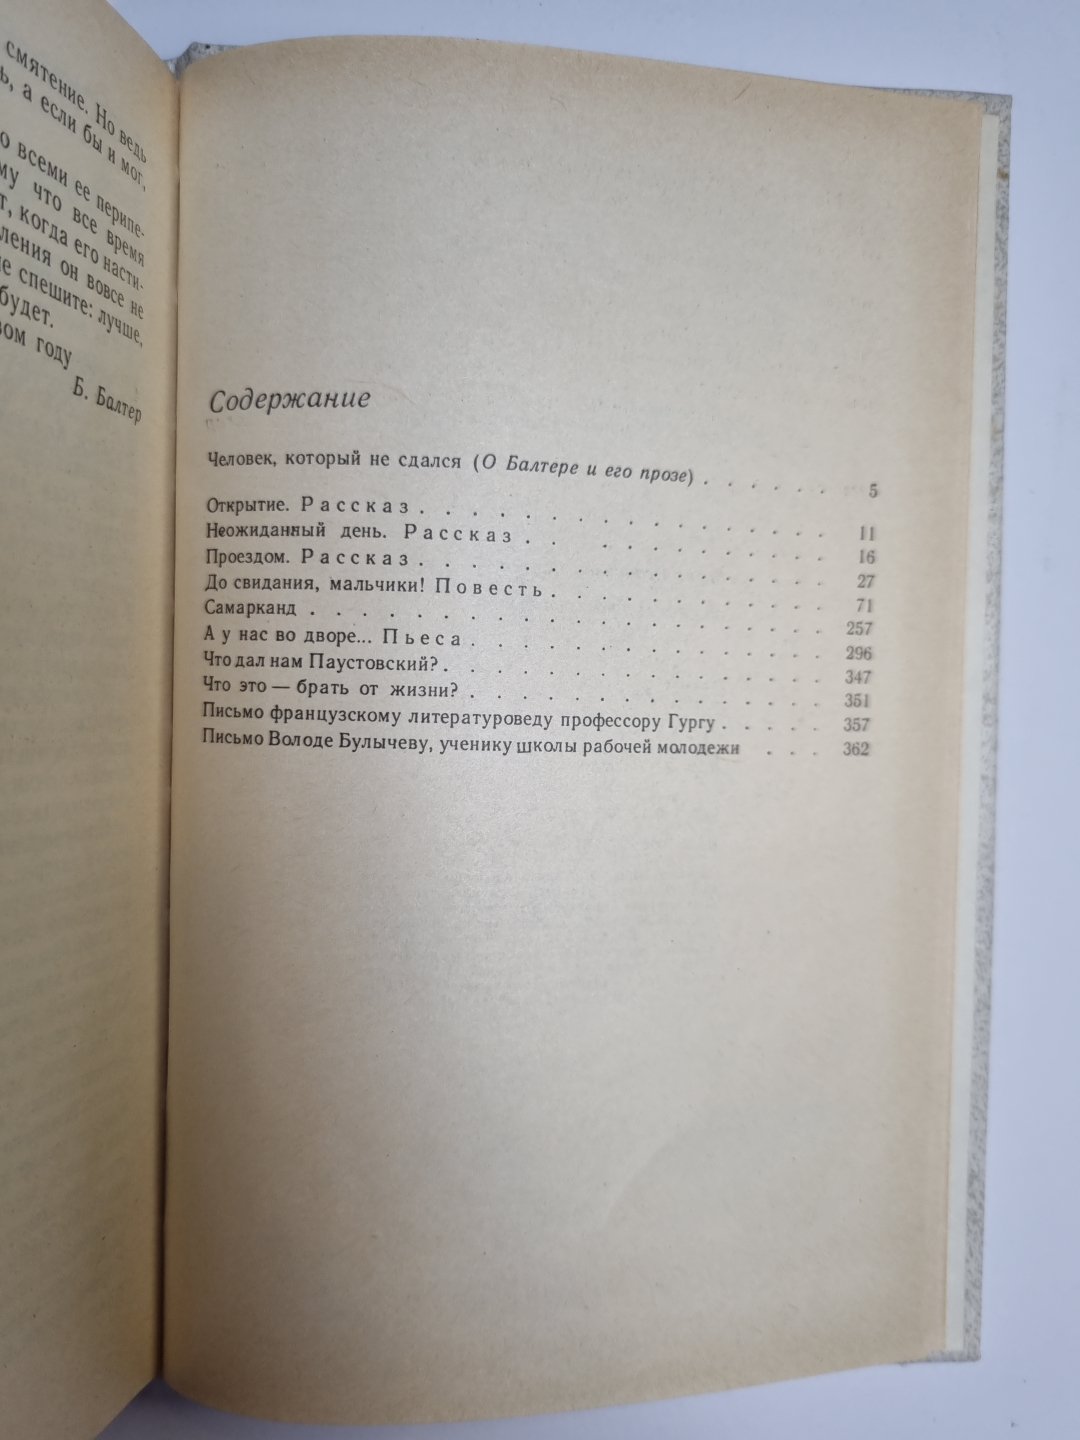 смятение. Но ведь
ь, а если бы и мог,
о всеми ее перипе-
му что все время
т, когда его насти-
ления он вовсе не
е спешите: лучше,
будет.
вом году
Б. Балтер
Содержание
Человек, который не сдался (О Балтере и его прозе) . . . . . . 5
Открытие. Рассказ . . . . . . . . . . . . . . . . 11
Неожиданный день. Рассказ . . . . . . . . . . . . 16
Проездом. Рассказ . . . . . . . . . . . . . . . . 27
До свидания, мальчики! Повесть . . . . . . . . . . . 71
Самарканд . . . . . . . . . . . . . . . . . . . . 257
А у нас во дворе... Пьеса . . . . . . . . . . . . . . 296
Что дал нам Паустовский? . . . . . . . . . . . . . . . 347
Что это — брать от жизни? . . . . . . . . . . . . . . 351
Письмо французскому литературоведу профессору Гургу . . . . . 357
Письмо Володе Булычеву, ученику школы рабочей молодежи . . . 362